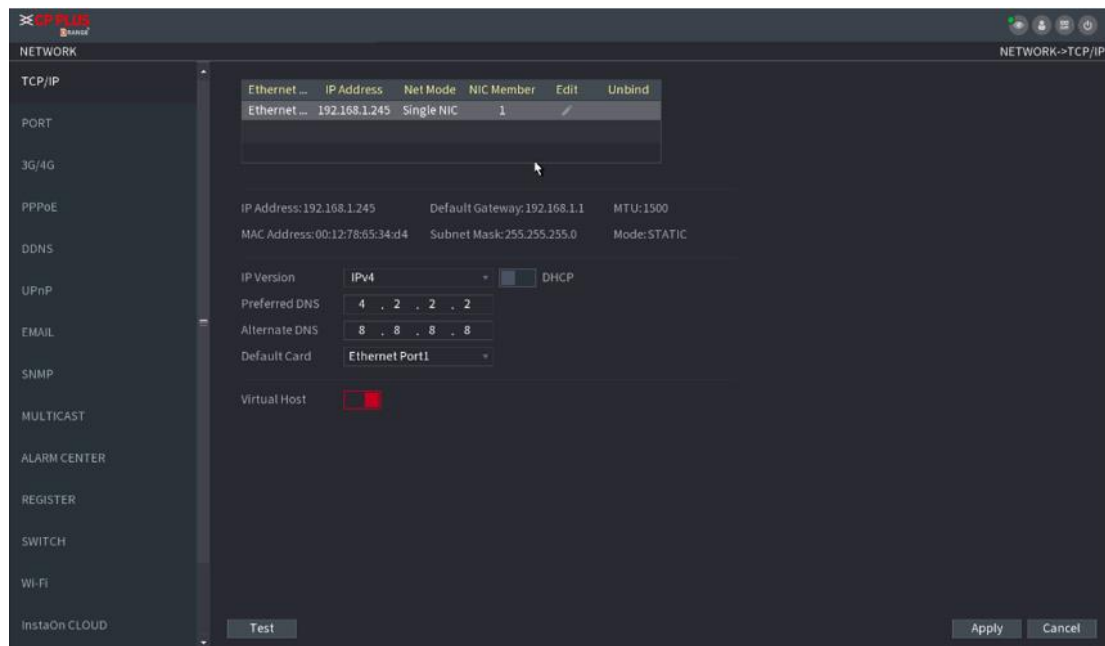 CP PLUS
ORANGE
NETWORK
NETWORK->TCP/IP
TCP/IP
PORT
3G/4G
PPPoE
DDNS
UPnP
EMAIL
SNMP
MULTICAST
ALARM CENTER
REGISTER
SWITCH
Wi-Fi
InstaOn CLOUD
Ethernet ... IP Address Net Mode NIC Member Edit Unbind
Ethernet ... 192.168.1.245 Single NIC 1
IP Address:192.168.1.245 Default Gateway:192.168.1.1 MTU:1500
MAC Address:00:12:78:65:34:d4 Subnet Mask:255.255.255.0 Mode:STATIC
IP Version IPv4 DHCP
Preferred DNS 4 . 2 . 2 . 2
Alternate DNS 8 . 8 . 8 . 8
Default Card Ethernet Port1
Virtual Host
Test Apply Cancel